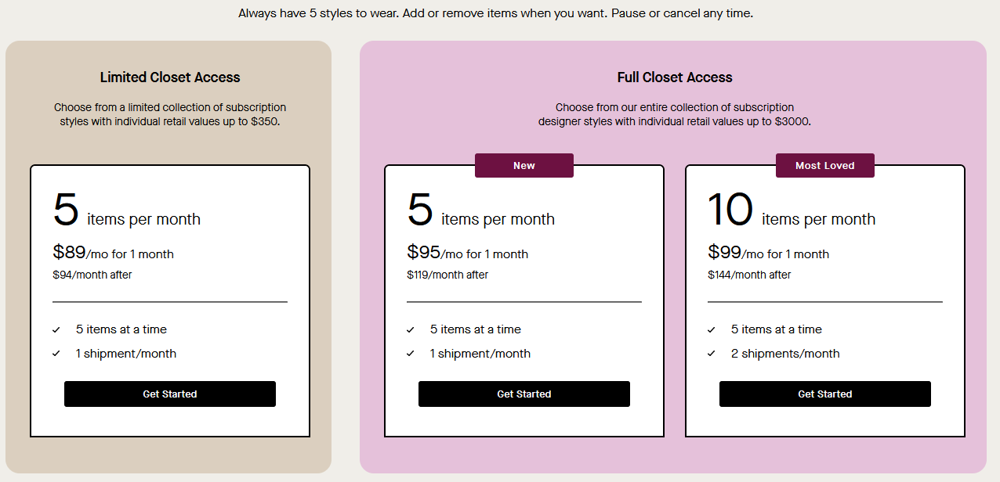 Always have 5 styles to wear. Add or remove items when you want. Pause or cancel any time.
Limited Closet Access
Choose from a limited collection of subscription
styles with individual retail values up to $350.
5 items per month
$89/mo for 1 month
$94/month after
5 items at a time
1 shipment/month
Get Started
Full Closet Access
Choose from our entire collection of subscription
designer styles with individual retail values up to $3000.
New
5 items per month
$95/mo for 1 month
$119/month after
5 items at a time
1 shipment/month
Get Started
Most Loved
10 items per month
$99/mo for 1 month
$144/month after
5 items at a time
2 shipments/month
Get Started